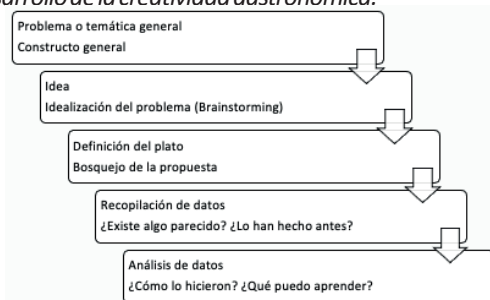 Problema o temática general
Constructo general
Idea
Idealización del problema (Brainstorming)
Definición del plato
Bosquejo de la propuesta
Recopilación de datos
¿Existe algo parecido? ¿Lo han hecho antes?
Análisis de datos
¿Cómo lo hicieron? ¿Qué puedo aprender?